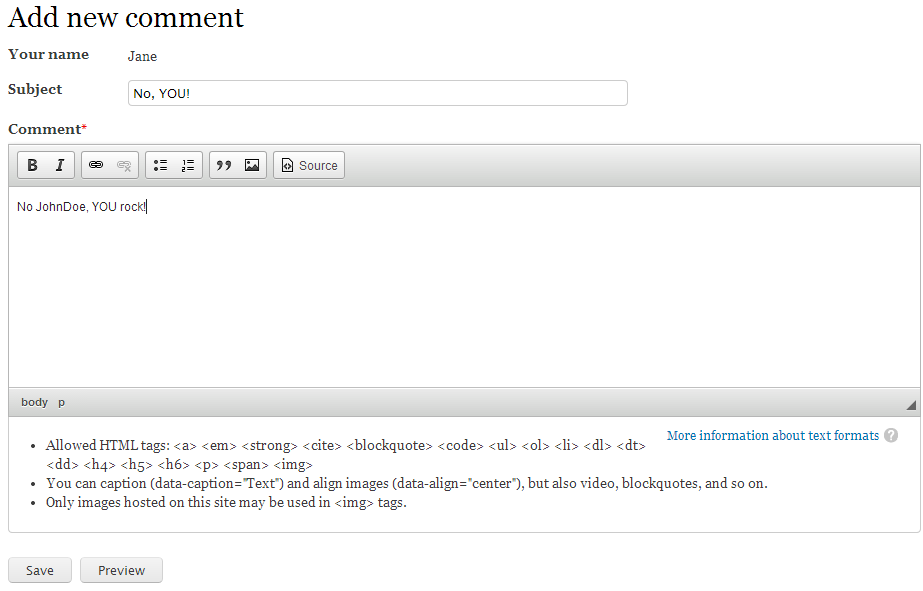 Add new comment
Your name Jane
Subject No, YOU!
Comment*
B I Source
No JohnDoe, YOU rock!
body p
More information about text formats ?
• Allowed HTML tags: <a> <em> <strong> <cite> <blockquote> <code> <ul> <ol> <li> <dl> <dt>
<dd> <h4> <h5> <h6> <p> <span> <img>
• You can caption (data-caption="Text") and align images (data-align="center"), but also video, blockquotes, and so on.
• Only images hosted on this site may be used in <img> tags.
Save Preview